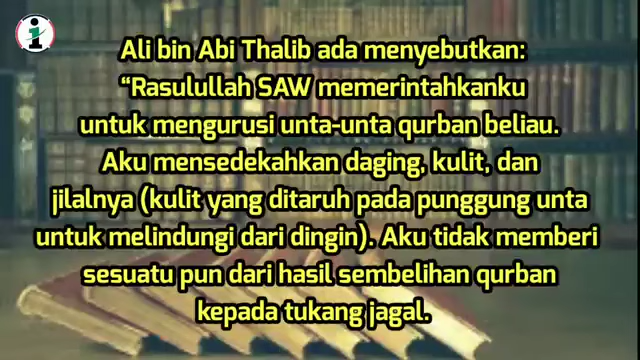 Ali bin Abi Thalib ada menyebutkan:
“Rasulullah SAW memerintahkanku
untuk mengurusi unta-unta qurban beliau.
Aku mensedekahkan daging, kulit, dan
jilalnya (kulit yang ditaruh pada punggung unta
untuk melindungi dari dingin). Aku tidak memberi
sesuatu pun dari hasil sembelihan qurban
kepada tukang jagal.